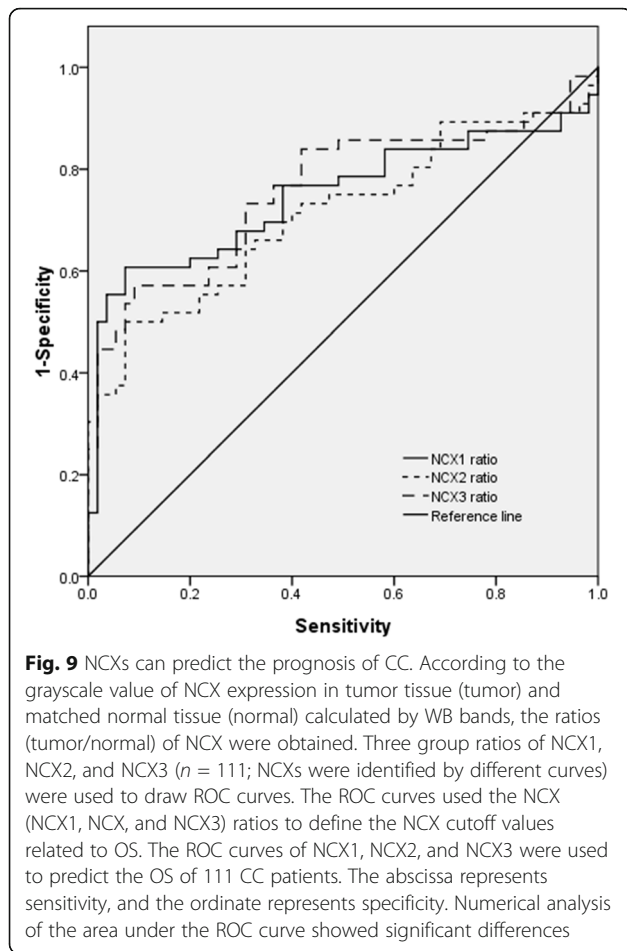 1.0
0.8
0.6
0.4
0.2
0.0
1-Specificity
NCX1 ratio
NCX2 ratio
NCX3 ratio
Reference line
0.0 0.2 0.4 0.6 0.8 1.0
Sensitivity
Fig. 9 NCXs can predict the prognosis of CC. According to the
grayscale value of NCX expression in tumor tissue (tumor) and
matched normal tissue (normal) calculated by WB bands, the ratios
(tumor/normal) of NCX were obtained. Three group ratios of NCX1,
NCX2, and NCX3 (n = 111; NCXs were identified by different curves)
were used to draw ROC curves. The ROC curves used the NCX
(NCX1, NCX, and NCX3) ratios to define the NCX cutoff values
related to OS. The ROC curves of NCX1, NCX2, and NCX3 were used
to predict the OS of 111 CC patients. The abscissa represents
sensitivity, and the ordinate represents specificity. Numerical analysis
of the area under the ROC curve showed significant differences